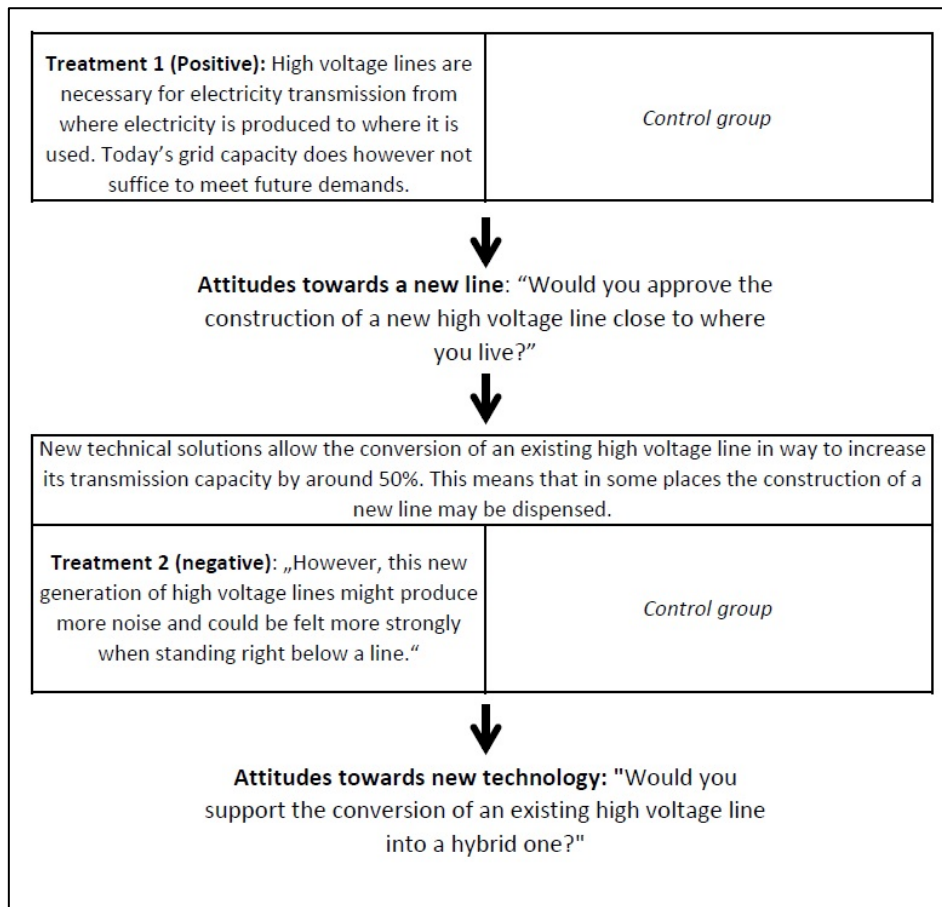 Treatment 1 (Positive): High voltage lines are
necessary for electricity transmission from
where electricity is produced to where it is
used. Today's grid capacity does however not
suffice to meet future demands.
Control group
Attitudes towards a new line: “Would you approve the
construction of a new high voltage line close to where
you live?”
New technical solutions allow the conversion of an existing high voltage line in way to increase
its transmission capacity by around 50%. This means that in some places the construction of a
new line may be dispensed.
Treatment 2 (negative): „However, this new
generation of high voltage lines might produce
more noise and could be felt more strongly
when standing right below a line.“
Control group
Attitudes towards new technology: "Would you
support the conversion of an existing high voltage line
into a hybrid one?"